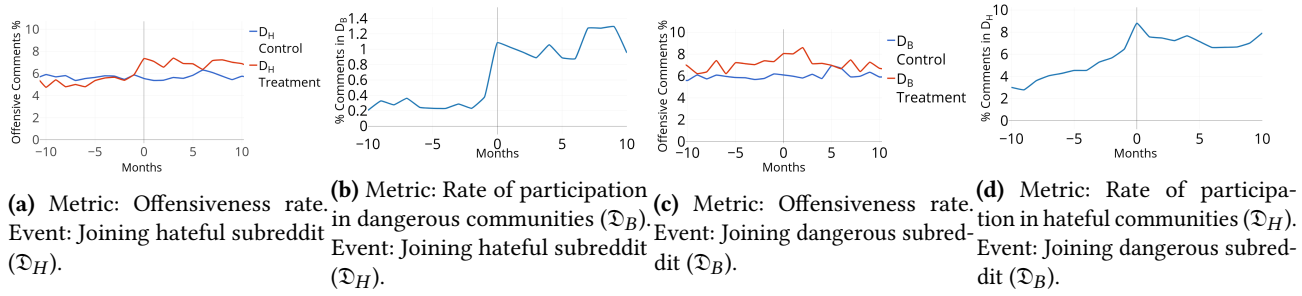 Offensive Comments %
10
8
6
4
2
0
−10
−5
0
5
10
Months
D_H
Control
D_H
Treatment
% Comments in D_B
1.4
1.2
1
0.8
0.6
0.4
0.2
0
−10
−5
0
5
10
Months
Offensive Comments %
10
8
6
4
2
0
−10
−5
0
5
10
Months
D_B
Control
D_B
Treatment
% Comments in D_H
10
8
6
4
2
0
−10
−5
0
5
10
Months
(a) Metric: Offensiveness rate.
Event: Joining hateful subreddit
(𝔇_H).
(b) Metric: Rate of participation
in dangerous communities (𝔇_B).
Event: Joining hateful subreddit
(𝔇_H).
(c) Metric: Offensiveness rate.
Event: Joining dangerous subred-
dit (𝔇_B).
(d) Metric: Rate of participa-
tion in hateful communities (𝔇_H).
Event: Joining dangerous subred-
dit (𝔇_B).